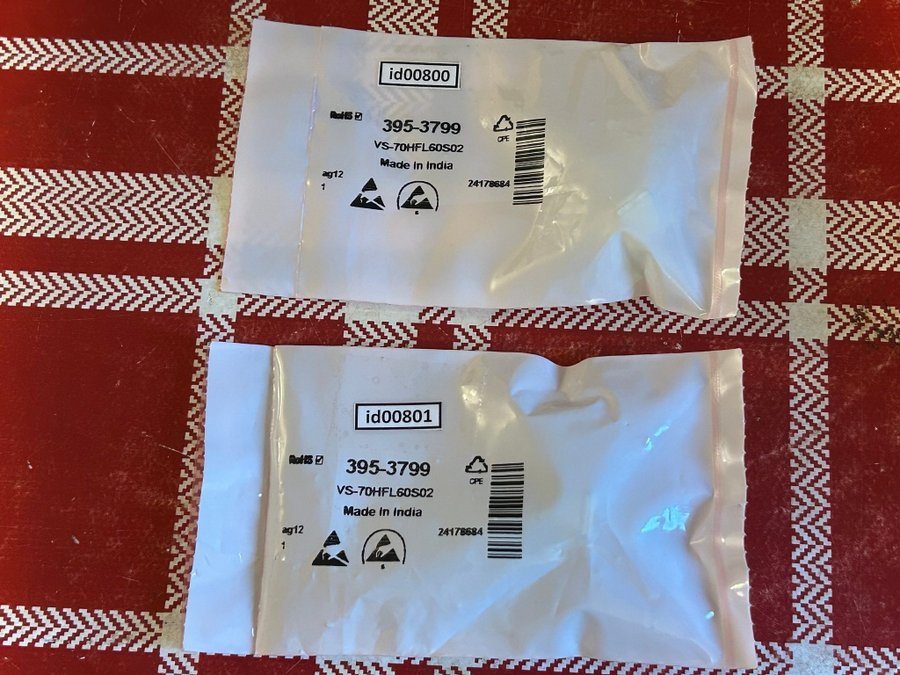 id00800
RoHS
395-3799
VS-70HFL60S02
Made in India
CPE
ag12
1
24178684
s
id00801
RoHS
395-3799
VS-70HFL60S02
Made in India
CPE
ag12
1
24178684
s